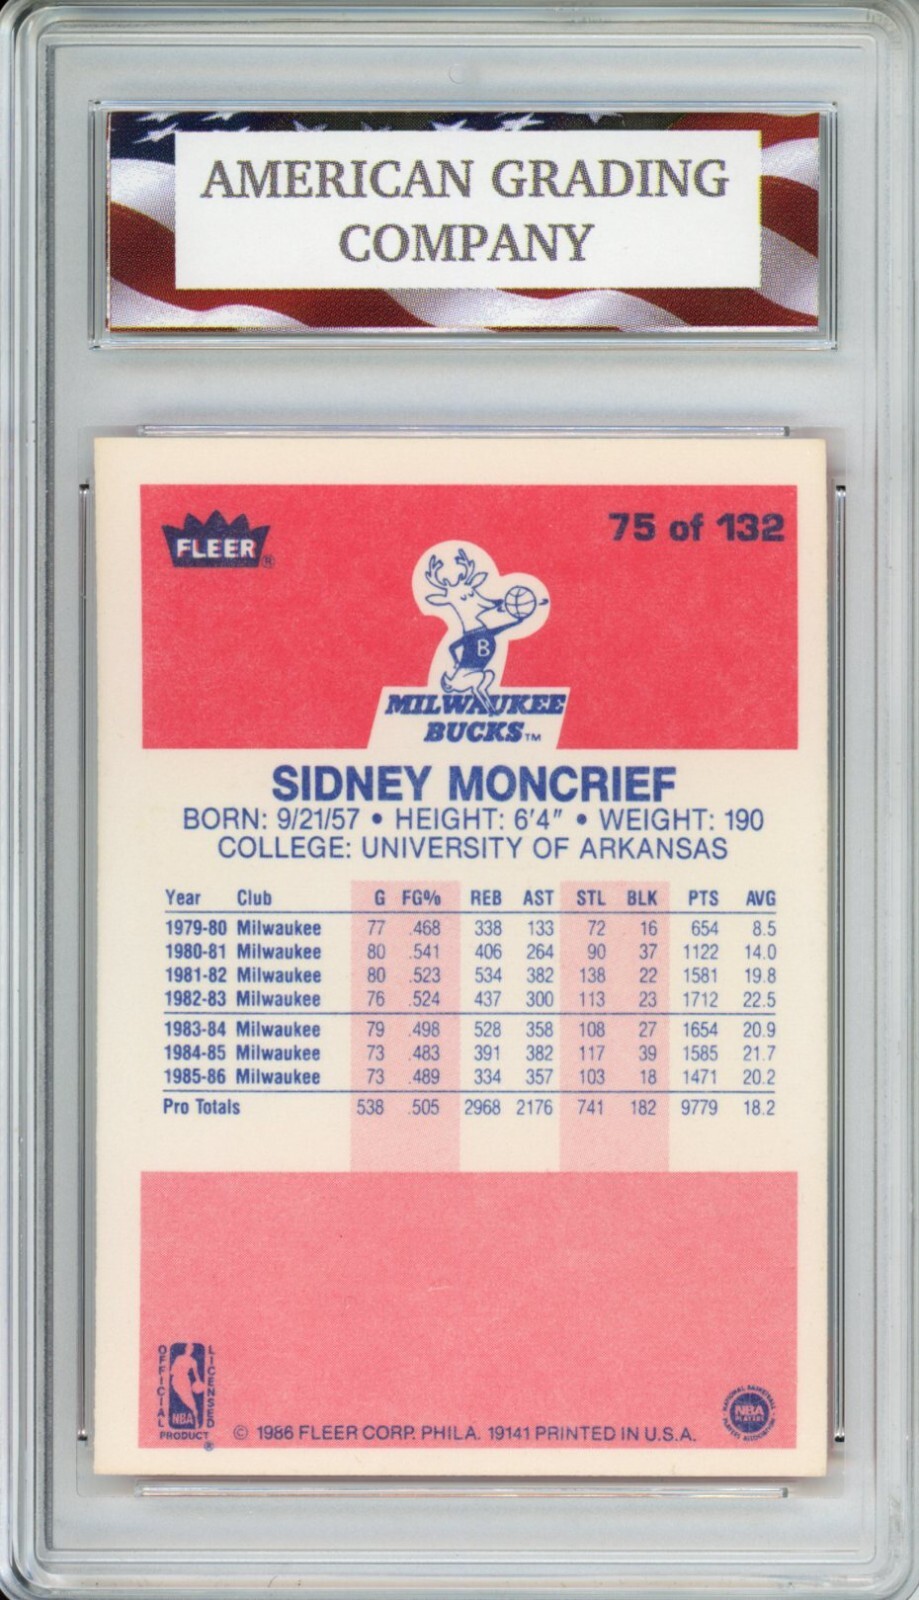 AMERICAN GRADING
COMPANY
FLEER®
75 of 132
B
MILWAUKEE
BUCKS™
SIDNEY MONCRIEF
BORN: 9/21/57 • HEIGHT: 6'4" • WEIGHT: 190
COLLEGE: UNIVERSITY OF ARKANSAS
Year Club G FG% REB AST STL BLK PTS AVG
1979-80 Milwaukee 77 .468 338 133 72 16 654 8.5
1980-81 Milwaukee 80 .541 406 264 90 37 1122 14.0
1981-82 Milwaukee 80 .523 534 382 138 22 1581 19.8
1982-83 Milwaukee 76 .524 437 300 113 23 1712 22.5
1983-84 Milwaukee 79 .498 528 358 108 27 1654 20.9
1984-85 Milwaukee 73 .483 391 382 117 39 1585 21.7
1985-86 Milwaukee 73 .489 334 357 103 18 1471 20.2
Pro Totals 538 .505 2968 2176 741 182 9779 18.2
OFFICIAL
LICENSED
NBA
PRODUCT®
© 1986 FLEER CORP. PHILA. 19141 PRINTED IN U.S.A.
NATIONAL BASKETBALL
NBA
PLAYERS
PLAYERS ASSOCIATION